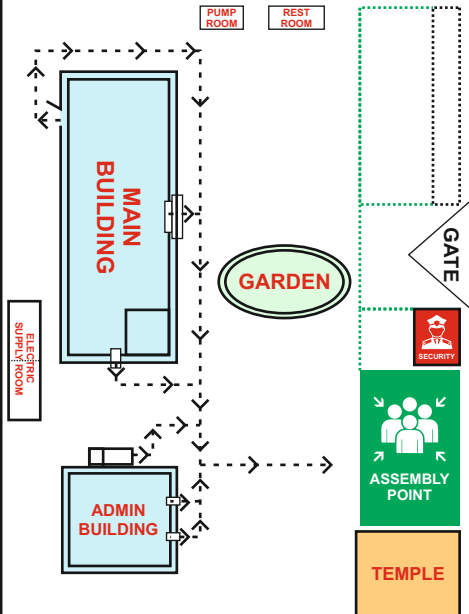 PUMP
ROOM
REST
ROOM
MAIN
BUILDING
GATE
GARDEN
ELECTRIC
SUPPLY ROOM
SECURITY
ASSEMBLY
POINT
ADMIN
BUILDING
TEMPLE